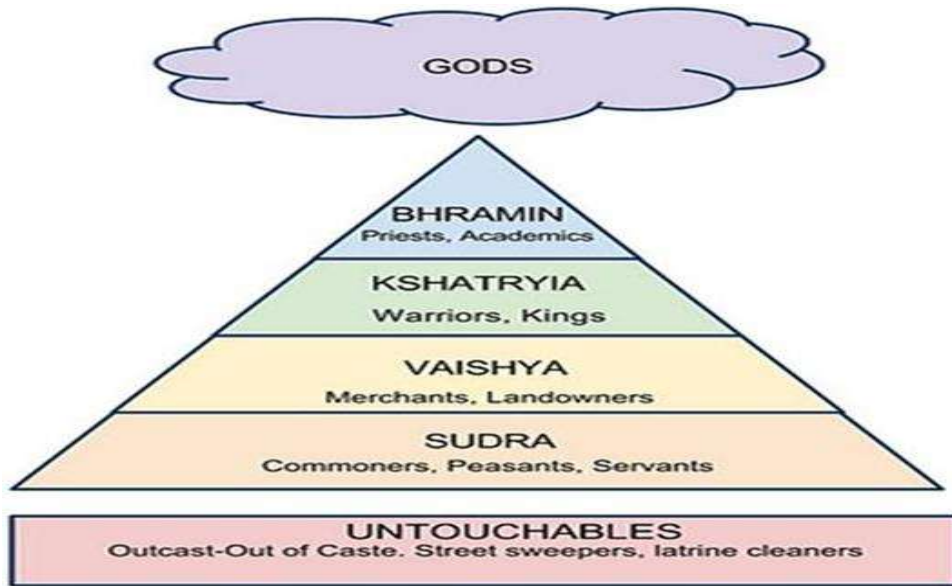 GODS
BHRAMIN
Priests, Academics
KSHATRYIA
Warriors, Kings
VAISHYA
Merchants, Landowners
SUDRA
Commoners, Peasants, Servants
UNTOUCHABLES
Outcast-Out of Caste. Street sweepers, latrine cleaners